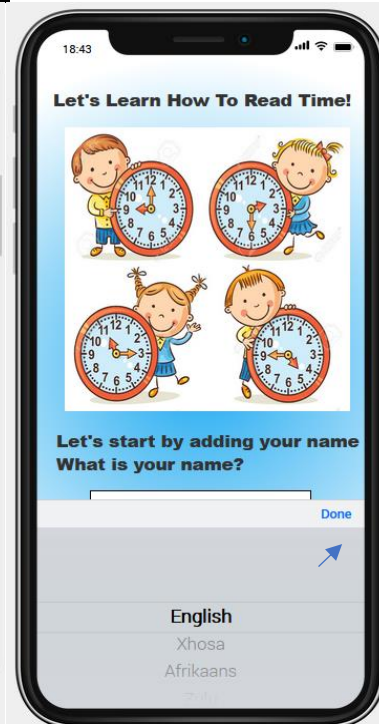 18:43
Let's Learn How To Read Time!
Let's start by adding your name
What is your name?
Done
English
Xhosa
Afrikaans